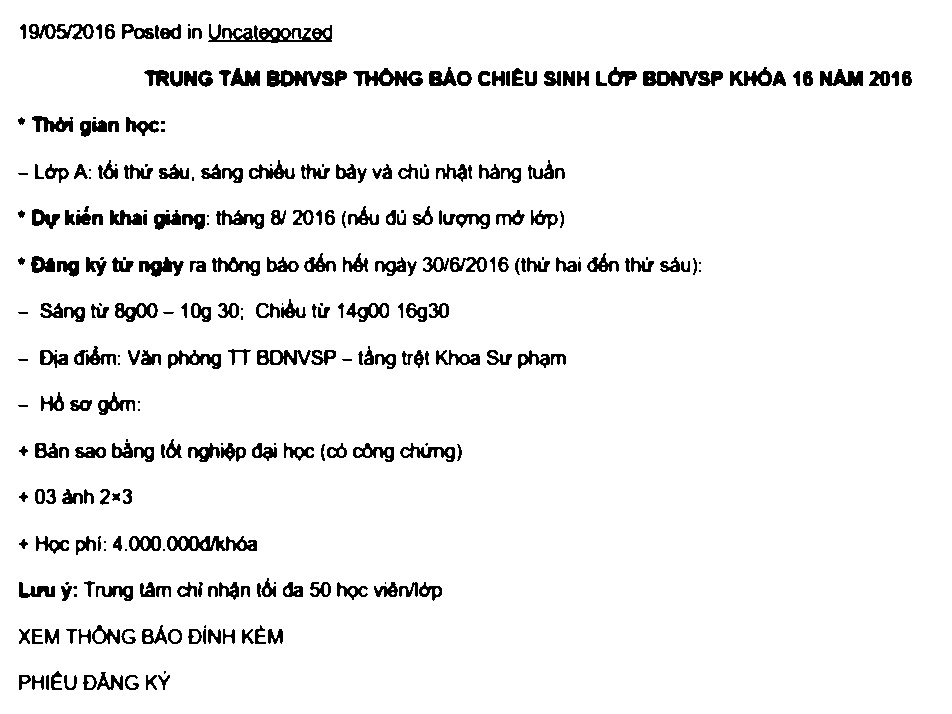 19/05/2016 Posted in Uncategorized
TRUNG TÂM BDNVSP THÔNG BÁO CHIÊU SINH LỚP BDNVSP KHÓA 16 NĂM 2016
* Thời gian học:
– Lớp A: tối thứ sáu, sáng chiều thứ bảy và chủ nhật hàng tuần
* Dự kiến khai giảng: tháng 8/ 2016 (nếu đủ số lượng mở lớp)
* Đăng ký từ ngày ra thông báo đến hết ngày 30/6/2016 (thứ hai đến thứ sáu):
– Sáng từ 8g00 – 10g 30; Chiều từ 14g00 16g30
– Địa điểm: Văn phòng TT BDNVSP – tầng trệt Khoa Sư phạm
– Hồ sơ gồm:
+ Bản sao bằng tốt nghiệp đại học (có công chứng)
+ 03 ảnh 2×3
+ Học phí: 4.000.000đ/khóa
Lưu ý: Trung tâm chỉ nhận tối đa 50 học viên/lớp
XEM THÔNG BÁO ĐÍNH KÈM
PHIẾU ĐĂNG KÝ